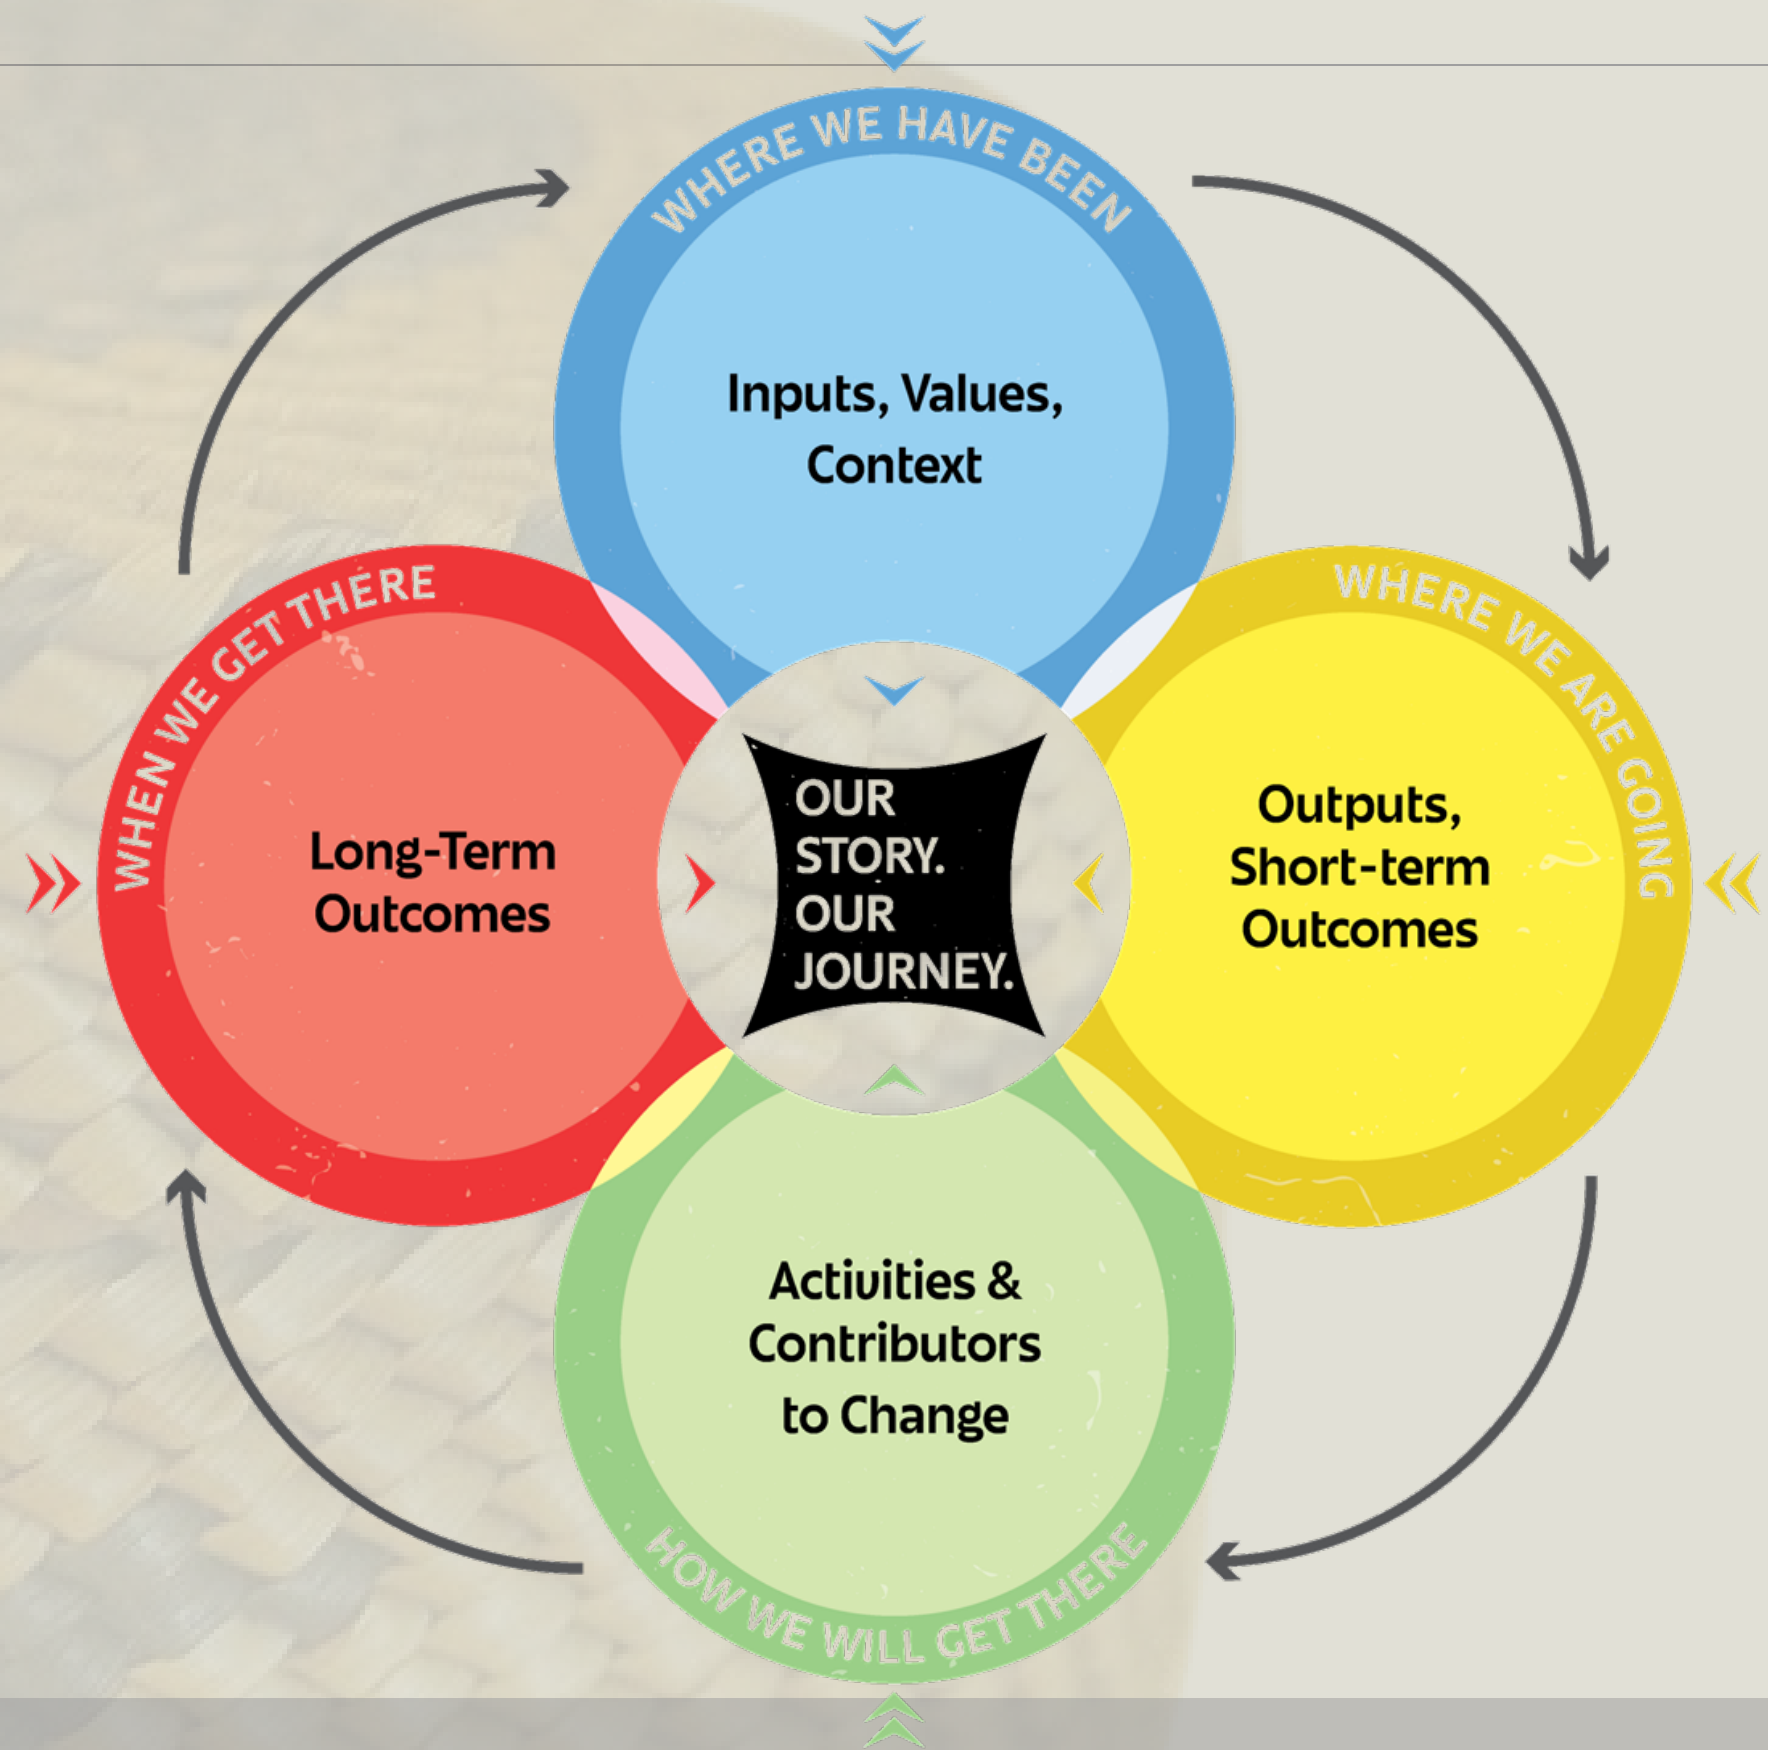 WHERE WE HAVE BEEN
Inputs, Values,
Context
WHEN WE GET THERE
Long-Term
Outcomes
OUR
STORY.
OUR
JOURNEY.
WHERE WE ARE GOING
Outputs,
Short-term
Outcomes
Activities &
Contributors
to Change
HOW WE WILL GET THERE